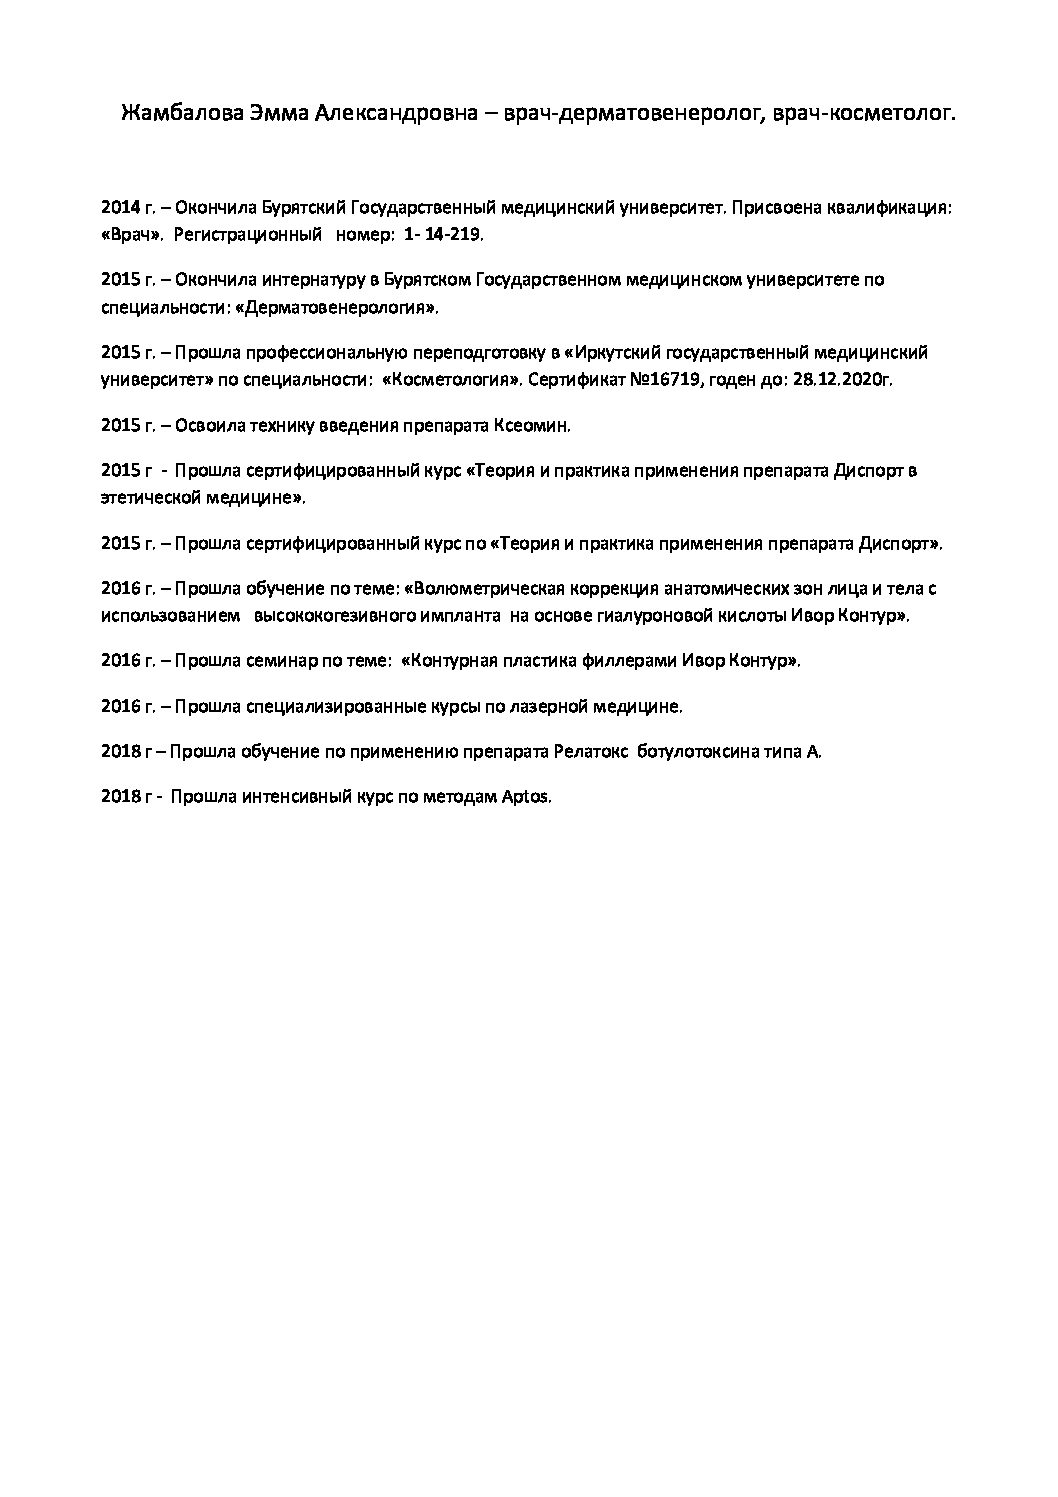 Жамбалова Эмма Александровна – врач-дерматовенеролог, врач-косметолог.
2014 г. – Окончила Бурятский Государственный медицинский университет. Присвоена квалификация:
«Врач».  Регистрационный   номер:  1- 14-219.
2015 г. – Окончила интернатуру в Бурятском Государственном медицинском университете по
специальности: «Дерматовенерология».
2015 г. – Прошла профессиональную переподготовку в «Иркутский государственный медицинский
университет» по специальности:  «Косметология». Сертификат №16719, годен до: 28.12.2020г.
2015 г. – Освоила технику введения препарата Ксеомин.
2015 г  -  Прошла сертифицированный курс «Теория и практика применения препарата Диспорт в
этетической медицине».
2015 г. – Прошла сертифицированный курс по «Теория и практика применения препарата Диспорт».
2016 г. – Прошла обучение по теме: «Волюметрическая коррекция анатомических зон лица и тела с
использованием   высококогезивного импланта  на основе гиалуроновой кислоты Ивор Контур».
2016 г. – Прошла семинар по теме:  «Контурная пластика филлерами Ивор Контур».
2016 г. – Прошла специализированные курсы по лазерной медицине.
2018 г – Прошла обучение по применению препарата Релатокс  ботулотоксина типа А.
2018 г -  Прошла интенсивный курс по методам Aptos.